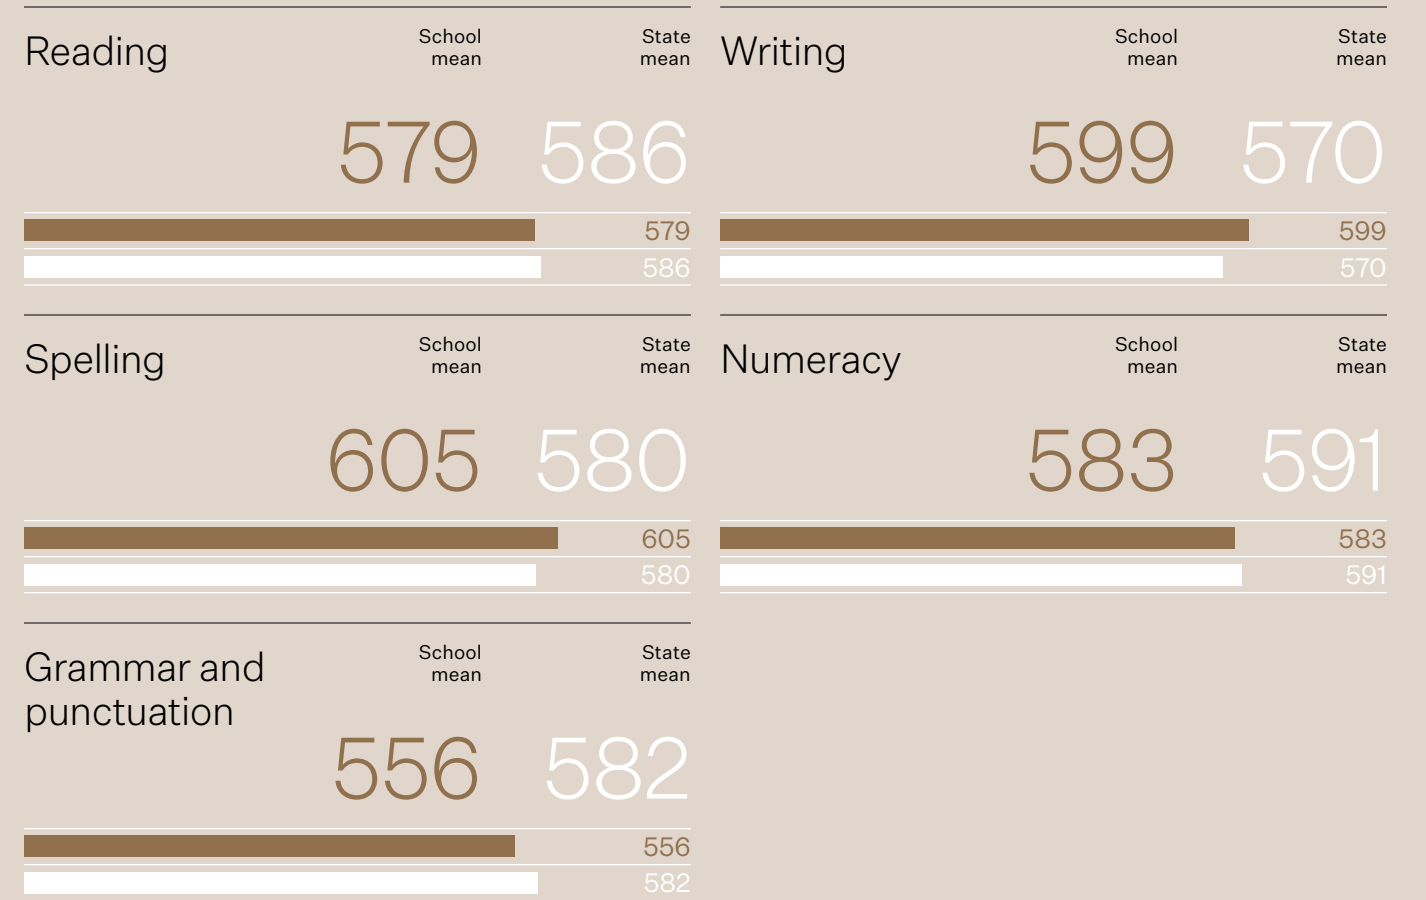 Reading
School
mean
State
mean
579
586
579
586
Writing
School
mean
State
mean
599
570
599
570
Spelling
School
mean
State
mean
605
580
605
580
Numeracy
School
mean
State
mean
583
591
583
591
Grammar and
punctuation
School
mean
State
mean
556
582
556
582